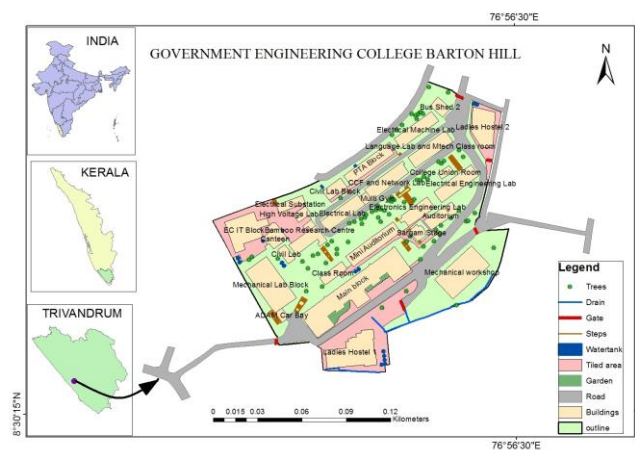 76°56'30"E
INDIA
GOVERNMENT ENGINEERING COLLEGE BARTON HILL
N
KERALA
TRIVANDRUM
Bus Shed 2
Ladies Hostel 2
Electrical Machine Lab
Language Lab and Mtech Class room
PTA Block
College Union Room
CCF and Network Lab
Electrical Engineering Lab
Civil Lab Block
Multi Gym
Electrical Substation
Electronics Engineering Lab
High Voltage Lab
Electrical Lab
Auditorium
EC IT Block
Bamboo Research Centre
Sargam Stage
Canteen
Mini Auditorium
Civil Lab
Class Room
Mechanical Lab Block
Mechanical workshop
Main block
ADAM Car Bay
Ladies Hostel 1
Legend
Trees
Drain
Gate
Steps
Watertank
Tiled area
Garden
Road
Buildings
outline
8°30'15"N
0 0.015 0.03 0.06 0.09 0.12
Kilometers
76°56'30"E